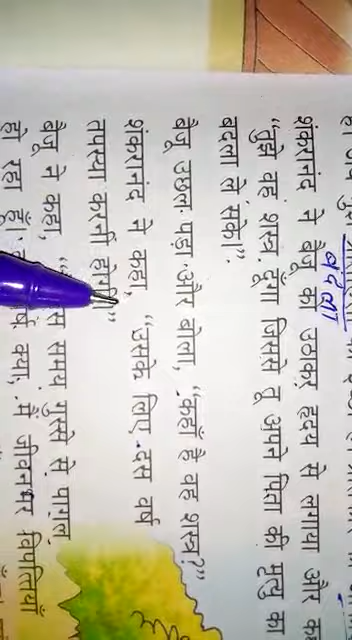 बदला
शंकरानंद ने बैजू को उठाकर हृदय से लगाया और
"तुझे वह शस्त्र दूँगा जिससे तू अपने पिता की मृत्यु का
बदला ले सके।"
बैजू उछल पड़ा और बोला, "कहाँ है वह शस्त्र?"
शंकरानंद ने कहा, "उसके लिए दस वर्ष
तपस्या करनी होगी।"
बैजू ने कहा, समय गुस्से से पागल
हो रहा हूँ। क्या, मैं जीवनभर विपत्तियाँ